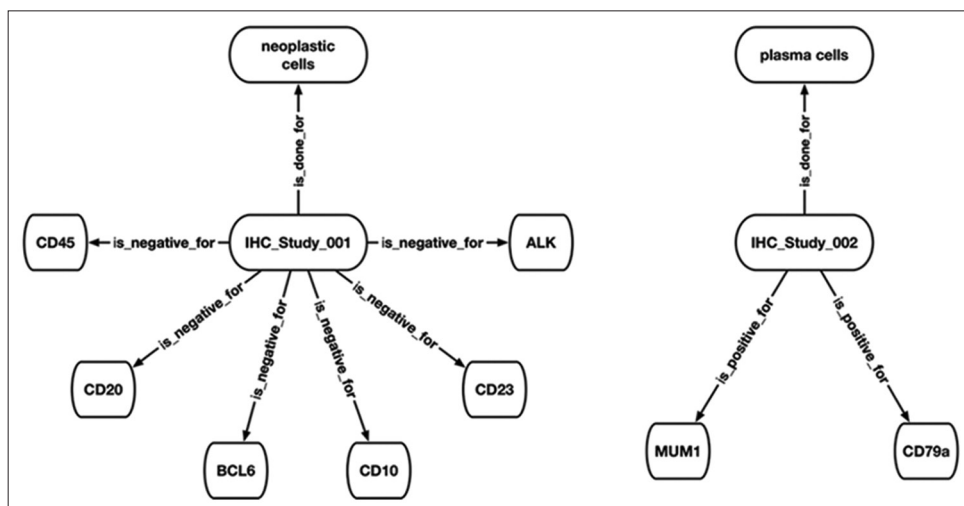 neoplastic
cells
plasma cells
is_done_for
is_done_for
CD45
is_negative_for
IHC_Study_001
is_negative_for
ALK
IHC_Study_002
is_negative_for
is_negative_for
is_negative_for
is_negative_for
is_positive_for
is_positive_for
CD20
CD23
BCL6
CD10
MUM1
CD79a